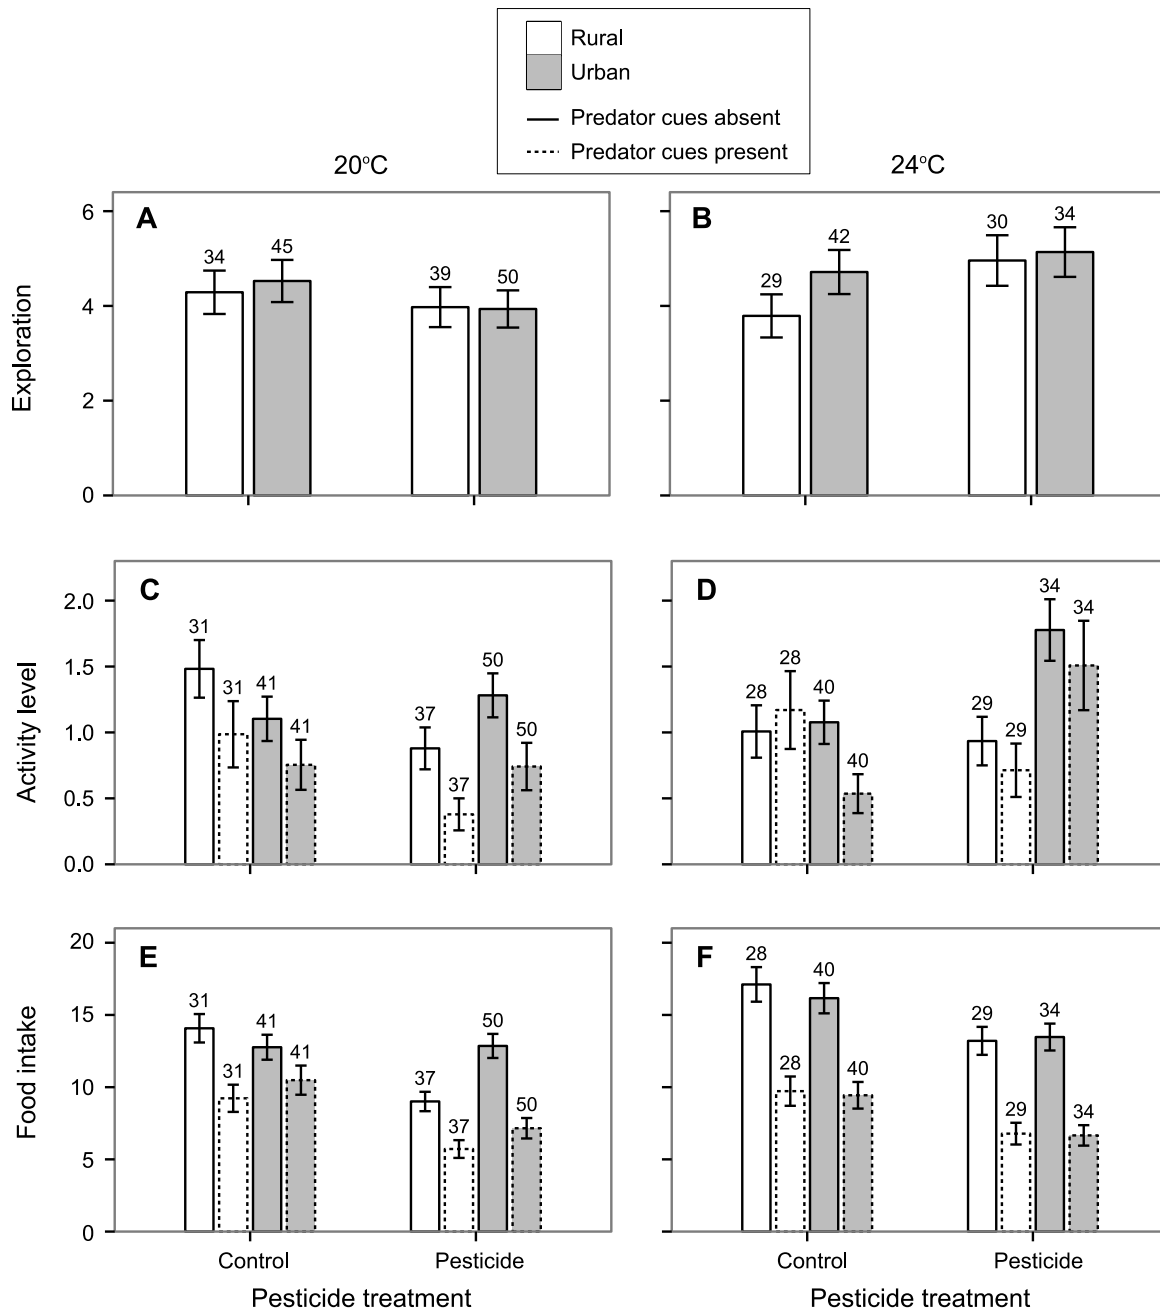 Rural
Urban
Predator cues absent
Predator cues present
20°C
24°C
A
34 45 39 50
B
29 42 30 34
6
4
2
0
Exploration
C
31 31 41 41 37 37 50 50
D
28 28 40 40 29 29 34 34
2.0
1.5
1.0
0.5
0.0
Activity level
E
31 31 41 41 37 37 50 50
F
28 28 40 40 29 29 34 34
20
15
10
5
0
Food intake
Control Pesticide
Control Pesticide
Pesticide treatment
Pesticide treatment